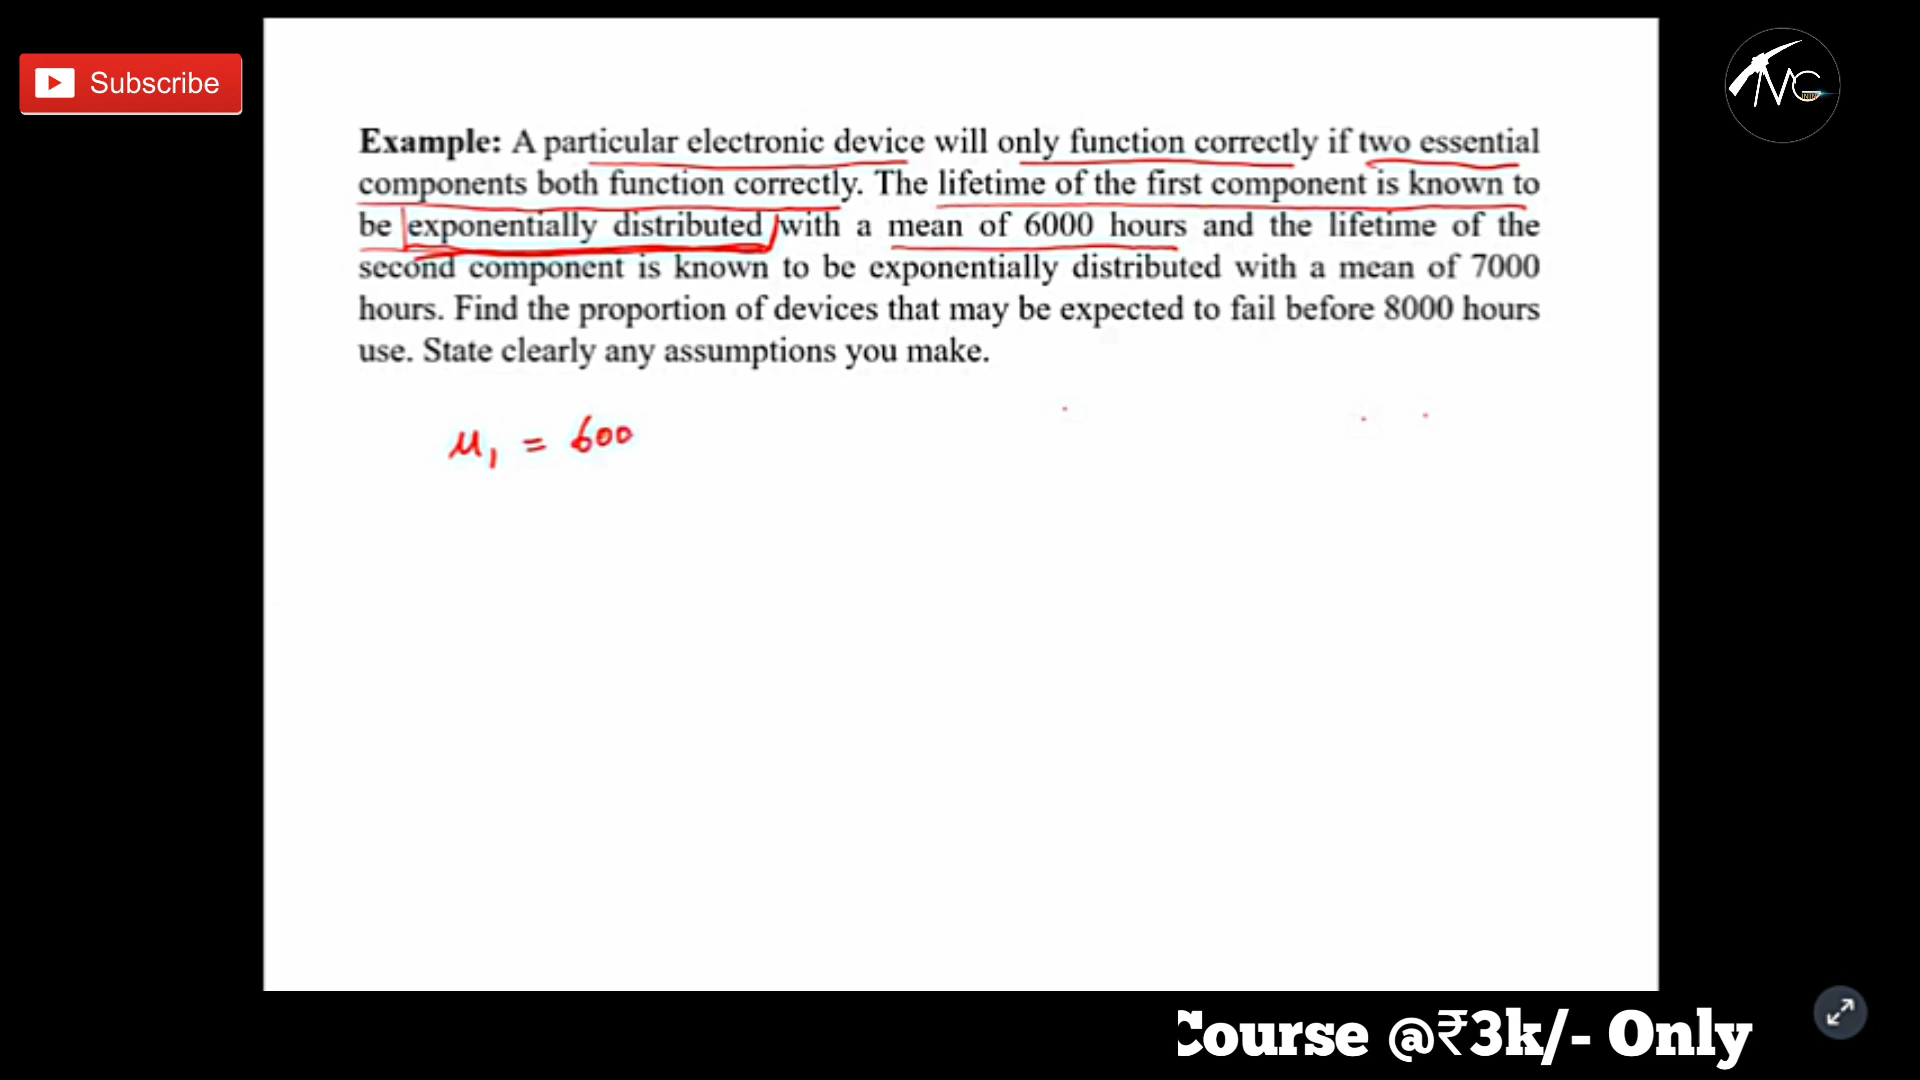 Subscribe
Example: A particular electronic device will only function correctly if two essential
components both function correctly. The lifetime of the first component is known to
be exponentially distributed with a mean of 6000 hours and the lifetime of the
second component is known to be exponentially distributed with a mean of 7000
hours. Find the proportion of devices that may be expected to fail before 8000 hours
use. State clearly any assumptions you make.
μ₁ = 600
Course @₹3k/- Only